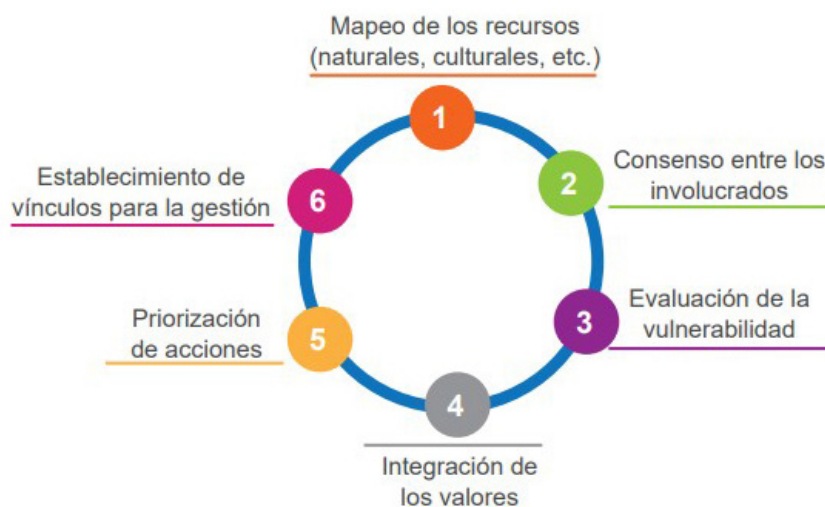 Mapeo de los recursos
(naturales, culturales, etc.)
1
2
Consenso entre los
involucrados
3
Evaluación de la
vulnerabilidad
4
Integración de
los valores
5
Priorización
de acciones
6
Establecimiento de
vínculos para la gestión